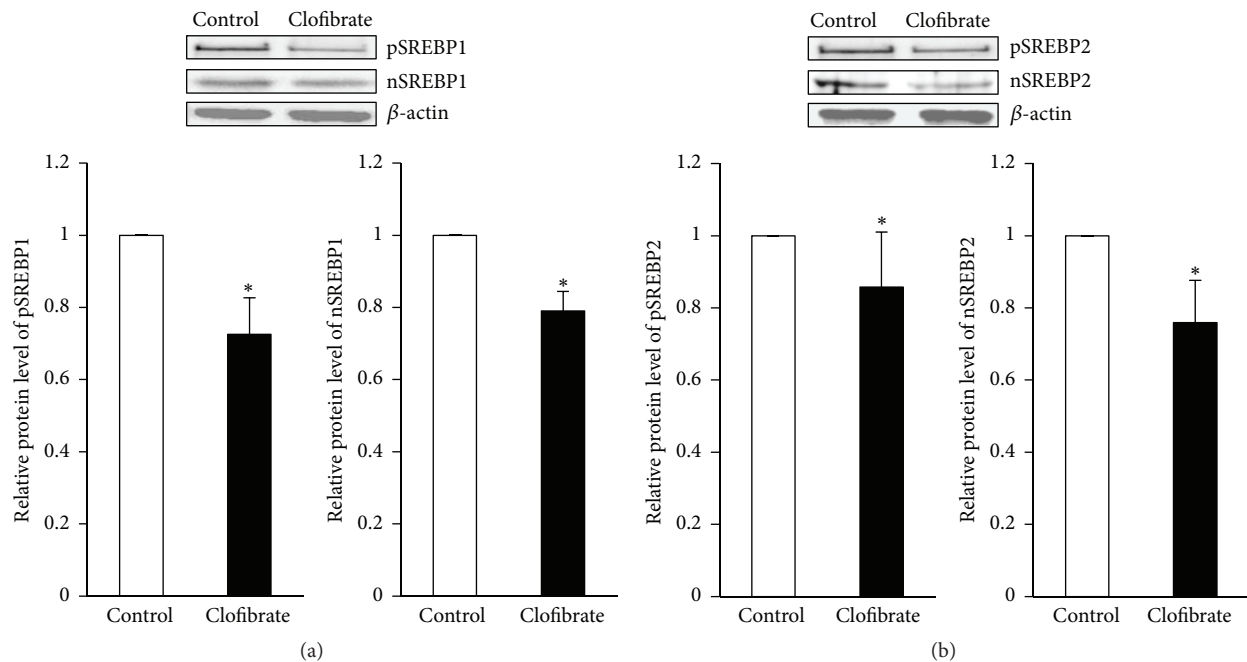 Control Clofibrate
pSREBP1
nSREBP1
β-actin
Relative protein level of pSREBP1
1.2
1
0.8
0.6
0.4
0.2
0
*
Control Clofibrate
Relative protein level of nSREBP1
1.2
1
0.8
0.6
0.4
0.2
0
*
Control Clofibrate
(a)
Control Clofibrate
pSREBP2
nSREBP2
β-actin
Relative protein level of pSREBP2
1.2
1
0.8
0.6
0.4
0.2
0
*
Control Clofibrate
Relative protein level of nSREBP2
1.2
1
0.8
0.6
0.4
0.2
0
*
Control Clofibrate
(b)